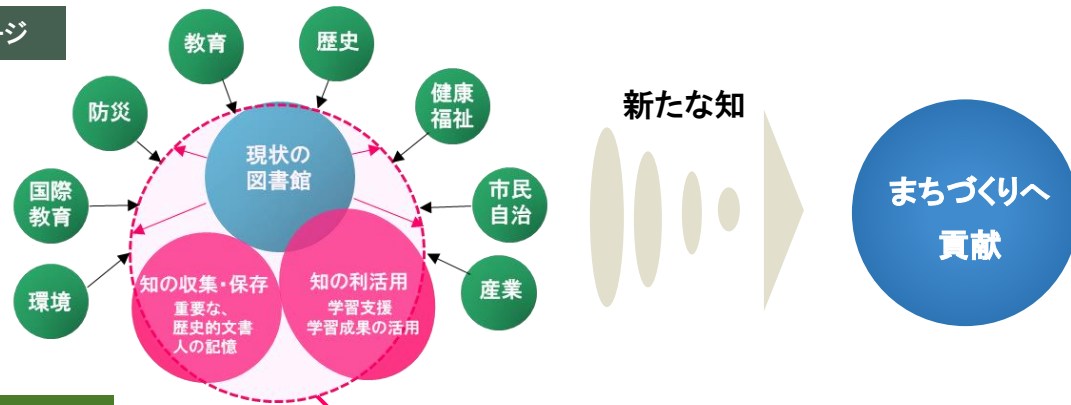 ージ
教育
歴史
防災
健康
福祉
現状の
図書館
国際
教育
市民
自治
環境
産業
知の収集・保存
重要な、
歴史的文書
人の記憶
知の利活用
学習支援
学習成果の活用
新たな知
まちづくりへ
貢献